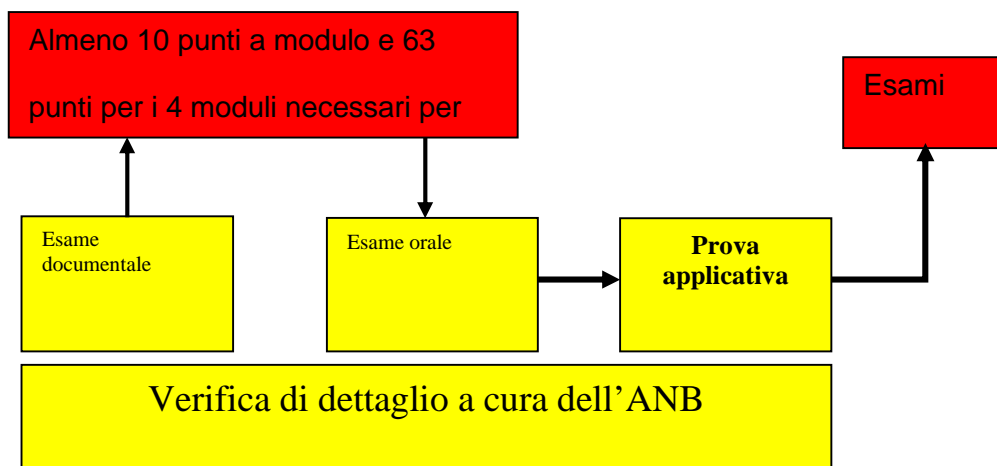 Almeno 10 punti a modulo e 63
punti per i 4 moduli necessari per
Esami
Esame
documentale
Esame orale
Prova
applicativa
Verifica di dettaglio a cura dell’ANB